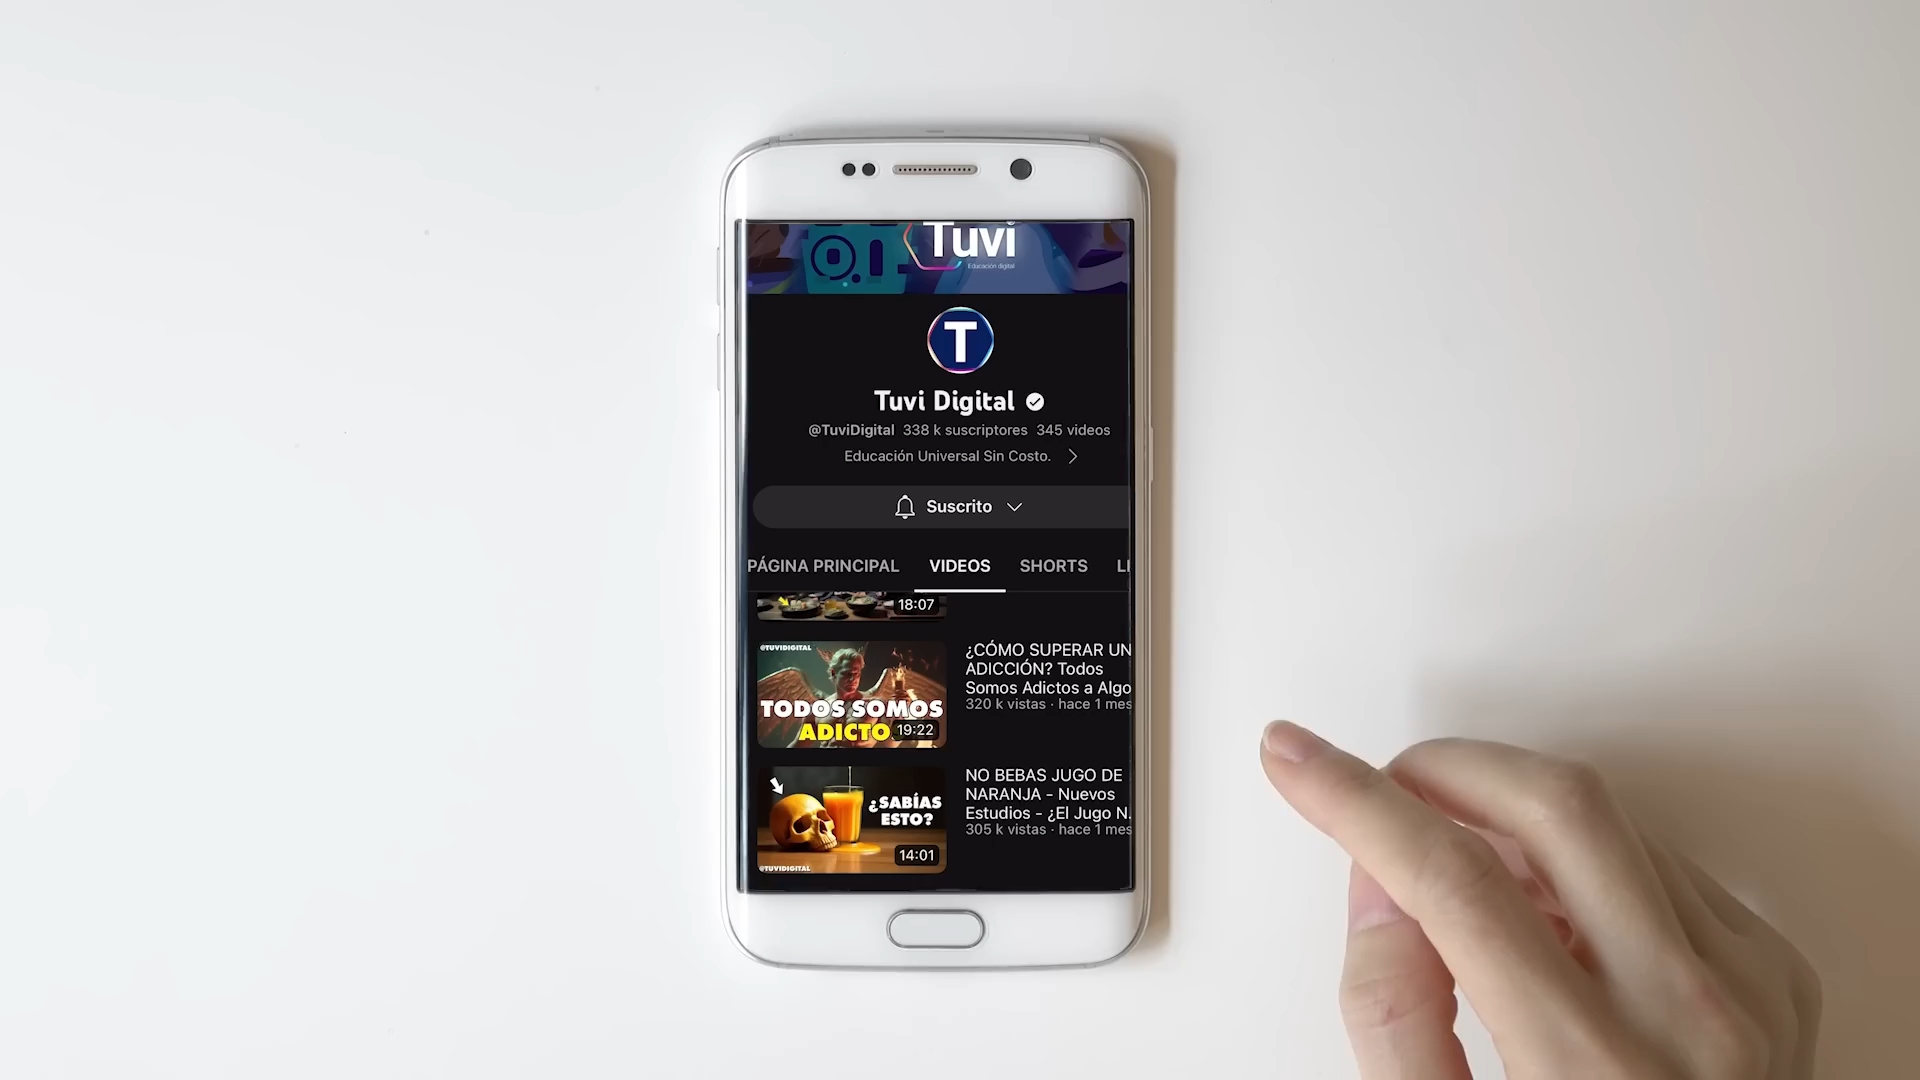 Tuvi
Educación digital
T
Tuvi Digital
@TuviDigital 338 k suscriptores 345 videos
Educación Universal Sin Costo.
Suscrito
PÁGINA PRINCIPAL VIDEOS SHORTS LI
18:07
@TUVIDIGITAL
TODOS SOMOS
ADICTO
19:22
¿CÓMO SUPERAR UN
ADICCIÓN? Todos
Somos Adictos a Algo
320 k vistas · hace 1 mes
¿SABÍAS
ESTO?
14:01
@TUVIDIGITAL
NO BEBAS JUGO DE
NARANJA - Nuevos
Estudios - ¿El Jugo N.
305 k vistas · hace 1 mes